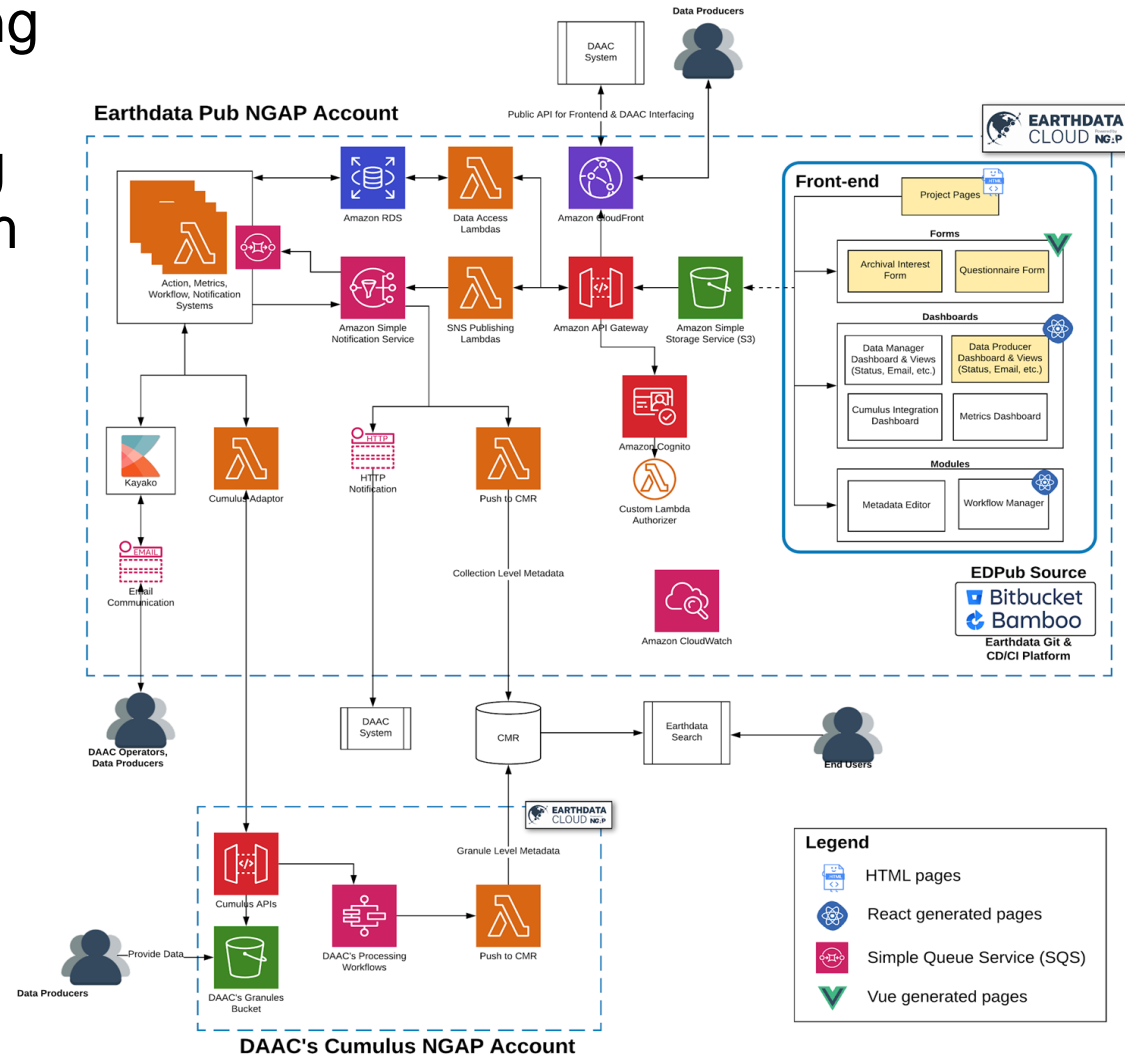 ng
g
n
Data Producers
DAAC
System
Public API for Frontend & DAAC Interfacing
Earthdata Pub NGAP Account
EARTHDATA
CLOUD
Powered by
NGAP
Amazon RDS
Data Access
Lambdas
Amazon CloudFront
Action, Metrics,
Workflow, Notification
Systems
Amazon Simple
Notification Service
SNS Publishing
Lambdas
Amazon API Gateway
Amazon Simple
Storage Service (S3)
Front-end
Project Pages
HTML
Forms
Archival Interest
Form
Questionnaire Form
Dashboards
Data Manager
Dashboard & Views
(Status, Email, etc.)
Data Producer
Dashboard & Views
(Status, Email, etc.)
Cumulus Integration
Dashboard
Metrics Dashboard
Modules
Metadata Editor
Workflow Manager
Kayako
Cumulus Adaptor
HTTP
HTTP
Notification
Push to CMR
Amazon Cognito
Custom Lambda
Authorizer
EMAIL
Email
Communication
Collection Level Metadata
Amazon CloudWatch
EDPub Source
Bitbucket
Bamboo
Earthdata Git &
CD/CI Platform
DAAC Operators,
Data Producers
DAAC
System
CMR
Earthdata
Search
End Users
EARTHDATA
CLOUD
NGAP
Granule Level Metadata
Cumulus APIs
DAAC's Processing
Workflows
Push to CMR
Provide Data
Data Producers
DAAC's Granules
Bucket
DAAC's Cumulus NGAP Account
Legend
HTML
HTML pages
React generated pages
Simple Queue Service (SQS)
Vue generated pages